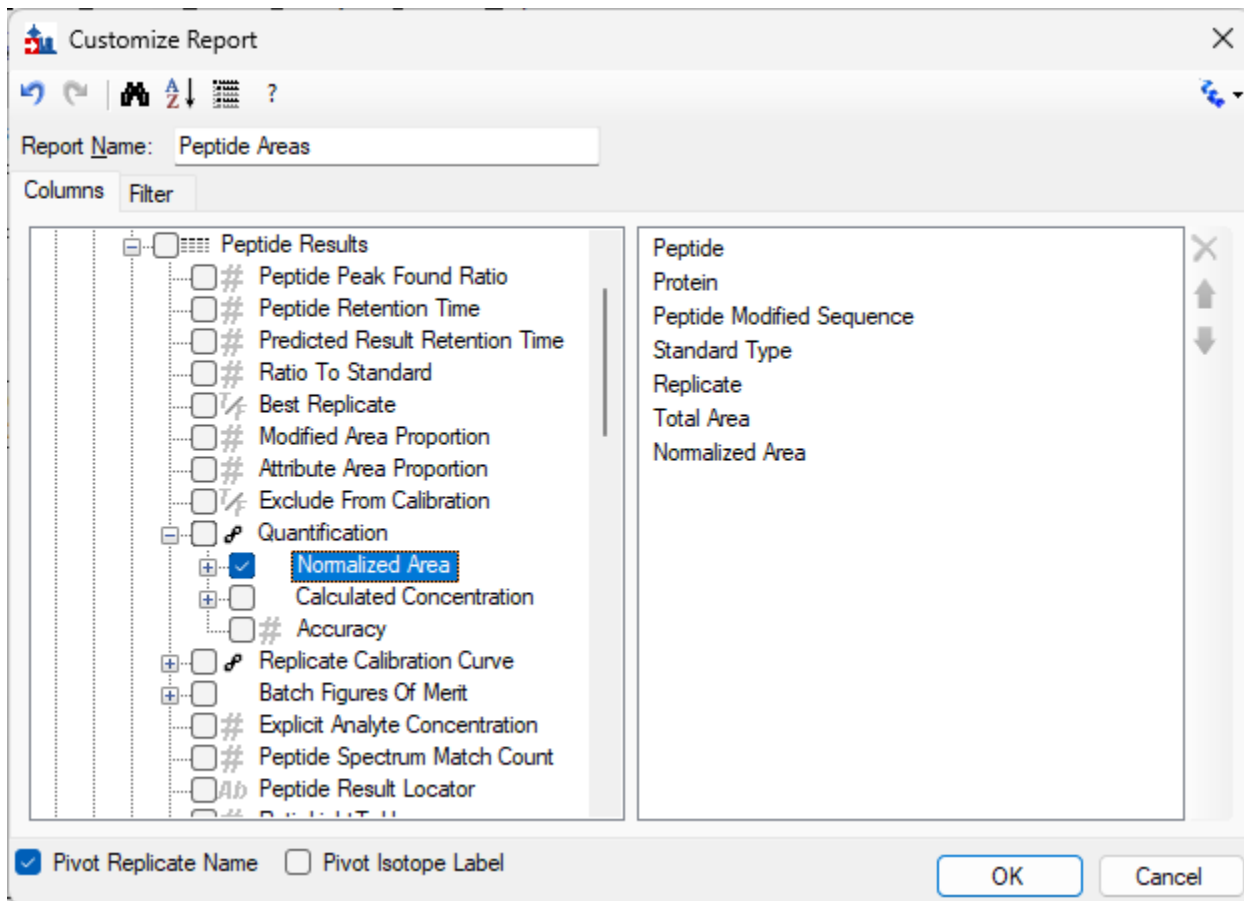 Customize Report
?
Report Name: Peptide Areas
Columns Filter
Peptide Results
# Peptide Peak Found Ratio
# Peptide Retention Time
# Predicted Result Retention Time
# Ratio To Standard
T/F Best Replicate
# Modified Area Proportion
# Attribute Area Proportion
T/F Exclude From Calibration
Quantification
Normalized Area
Calculated Concentration
# Accuracy
Replicate Calibration Curve
Batch Figures Of Merit
# Explicit Analyte Concentration
# Peptide Spectrum Match Count
Ab Peptide Result Locator
Peptide
Protein
Peptide Modified Sequence
Standard Type
Replicate
Total Area
Normalized Area
Pivot Replicate Name Pivot Isotope Label
OK Cancel